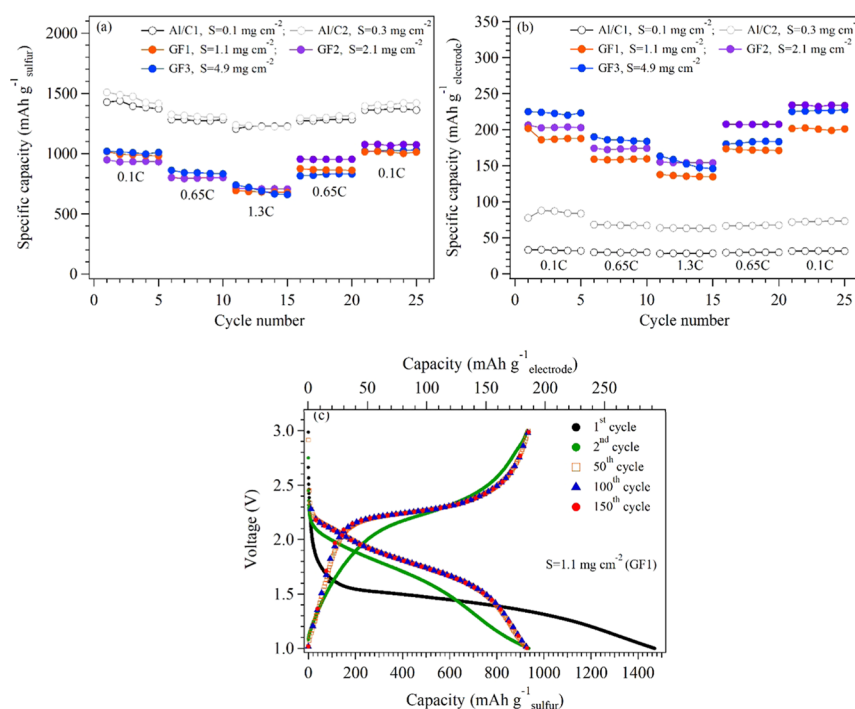 (a)
Al/C1, S=0.1 mg cm⁻²; Al/C2, S=0.3 mg cm⁻²
GF1, S=1.1 mg cm⁻²; GF2, S=2.1 mg cm⁻²
GF3, S=4.9 mg cm⁻²
Specific capacity (mAh g⁻¹sulfur)
2000
1500
1000
500
0
0.1C
0.65C
1.3C
0.65C
0.1C
0 5 10 15 20 25
Cycle number
(b)
Al/C1, S=0.1 mg cm⁻²; Al/C2, S=0.3 mg cm⁻²
GF1, S=1.1 mg cm⁻²; GF2, S=2.1 mg cm⁻²
GF3, S=4.9 mg cm⁻²
Specific capacity (mAh g⁻¹electrode)
350
300
250
200
150
100
50
0
0.1C 0.65C 1.3C 0.65C 0.1C
0 5 10 15 20 25
Cycle number
Capacity (mAh g⁻¹electrode)
0 50 100 150 200 250
(c)
1st cycle
2nd cycle
50th cycle
100th cycle
150th cycle
S=1.1 mg cm⁻² (GF1)
Voltage (V)
3.0
2.5
2.0
1.5
1.0
0 200 400 600 800 1000 1200 1400
Capacity (mAh g⁻¹sulfur)